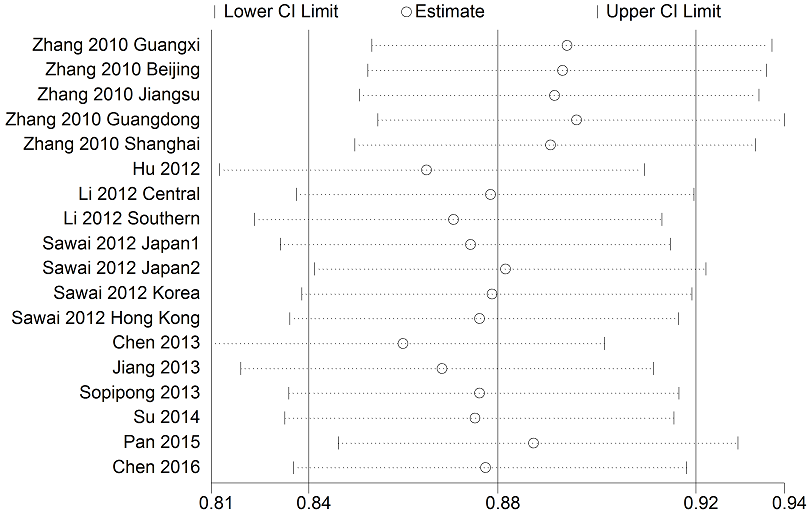 Lower CI Limit Estimate Upper CI Limit
Zhang 2010 Guangxi
Zhang 2010 Beijing
Zhang 2010 Jiangsu
Zhang 2010 Guangdong
Zhang 2010 Shanghai
Hu 2012
Li 2012 Central
Li 2012 Southern
Sawai 2012 Japan1
Sawai 2012 Japan2
Sawai 2012 Korea
Sawai 2012 Hong Kong
Chen 2013
Jiang 2013
Sopipong 2013
Su 2014
Pan 2015
Chen 2016
0.81 0.84 0.88 0.92 0.94